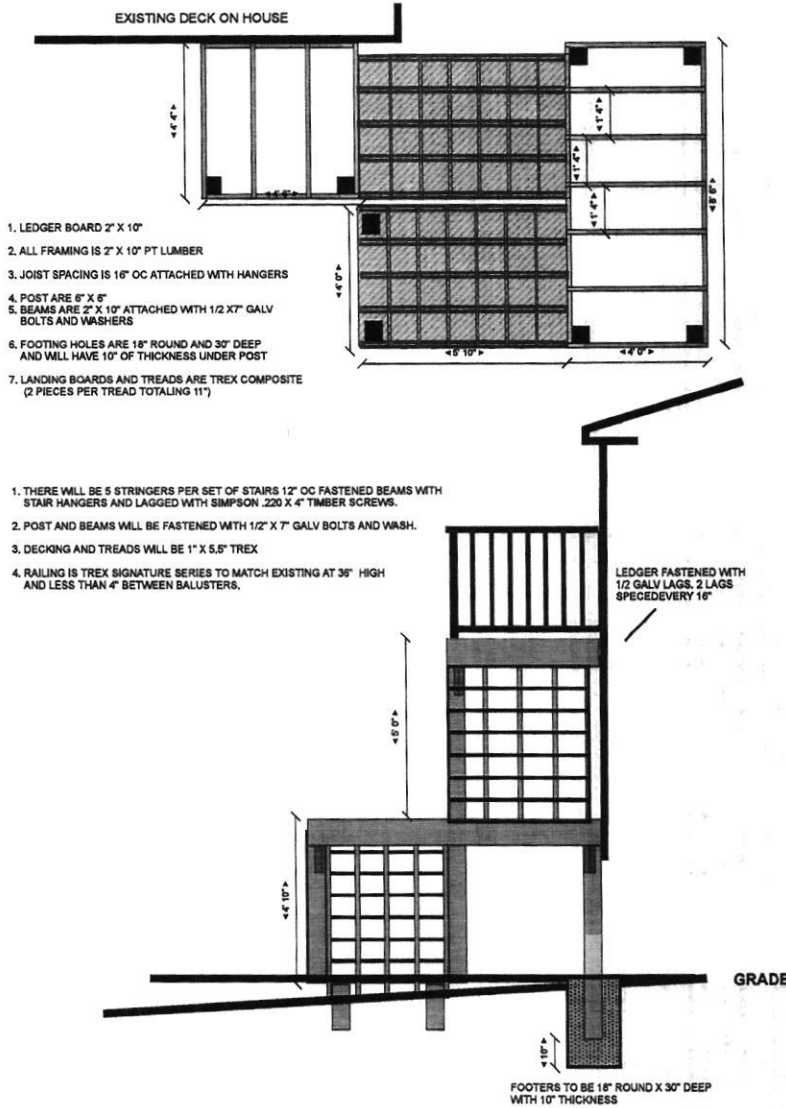 EXISTING DECK ON HOUSE
◄4' 4"►
◄4' 6"►
◄1' 4"►
◄1' 4"►
◄1' 4"►
◄4' 0"►
◄5' 10"►
◄4' 0"►
1. LEDGER BOARD 2" X 10"
2. ALL FRAMING IS 2" X 10" PT LUMBER
3. JOIST SPACING IS 16" OC ATTACHED WITH HANGERS
4. POST ARE 6" X 6"
5. BEAMS ARE 2" X 10" ATTACHED WITH 1/2 X7" GALV
BOLTS AND WASHERS
6. FOOTING HOLES ARE 18" ROUND AND 30" DEEP
AND WILL HAVE 10" OF THICKNESS UNDER POST
7. LANDING BOARDS AND TREADS ARE TREX COMPOSITE
(2 PIECES PER TREAD TOTALING 11")
1. THERE WILL BE 5 STRINGERS PER SET OF STAIRS 12" OC FASTENED BEAMS WITH
STAIR HANGERS AND LAGGED WITH SIMPSON .220 X 4" TIMBER SCREWS.
2. POST AND BEAMS WILL BE FASTENED WITH 1/2" X 7" GALV BOLTS AND WASH.
3. DECKING AND TREADS WILL BE 1" X 5.5" TREX
4. RAILING IS TREX SIGNATURE SERIES TO MATCH EXISTING AT 36" HIGH
AND LESS THAN 4" BETWEEN BALUSTERS.
LEDGER FASTENED WITH
1/2 GALV LAGS. 2 LAGS
SPECEDEVERY 16"
◄5' 0"►
◄4' 10"►
GRADE
◄10"►
FOOTERS TO BE 18" ROUND X 30" DEEP
WITH 10" THICKNESS